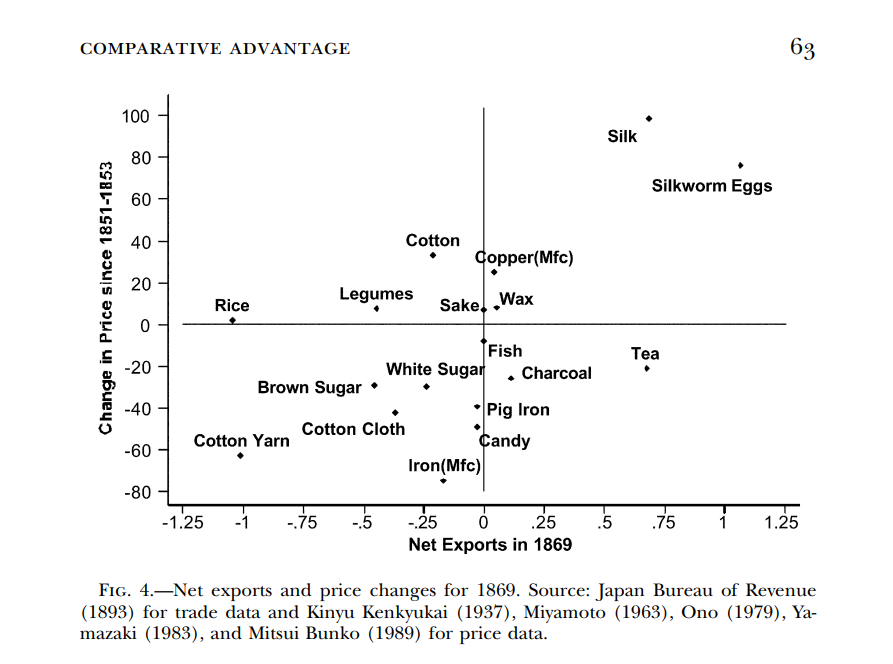 COMPARATIVE ADVANTAGE 63
100
Silk
80
Silkworm Eggs
60
Cotton
40
Copper(Mfc)
20
Legumes
Wax
Rice
Sake
0
Fish
Tea
-20
White Sugar
Charcoal
Brown Sugar
-40
Pig Iron
Cotton Cloth
Cotton Yarn
Candy
-60
Iron(Mfc)
-80
Change in Price since 1851-1853
-1.25 -1 -.75 -.5 -.25 0 .25 .5 .75 1 1.25
Net Exports in 1869
FIG. 4.—Net exports and price changes for 1869. Source: Japan Bureau of Revenue
(1893) for trade data and Kinyu Kenkyukai (1937), Miyamoto (1963), Ono (1979), Ya-
mazaki (1983), and Mitsui Bunko (1989) for price data.